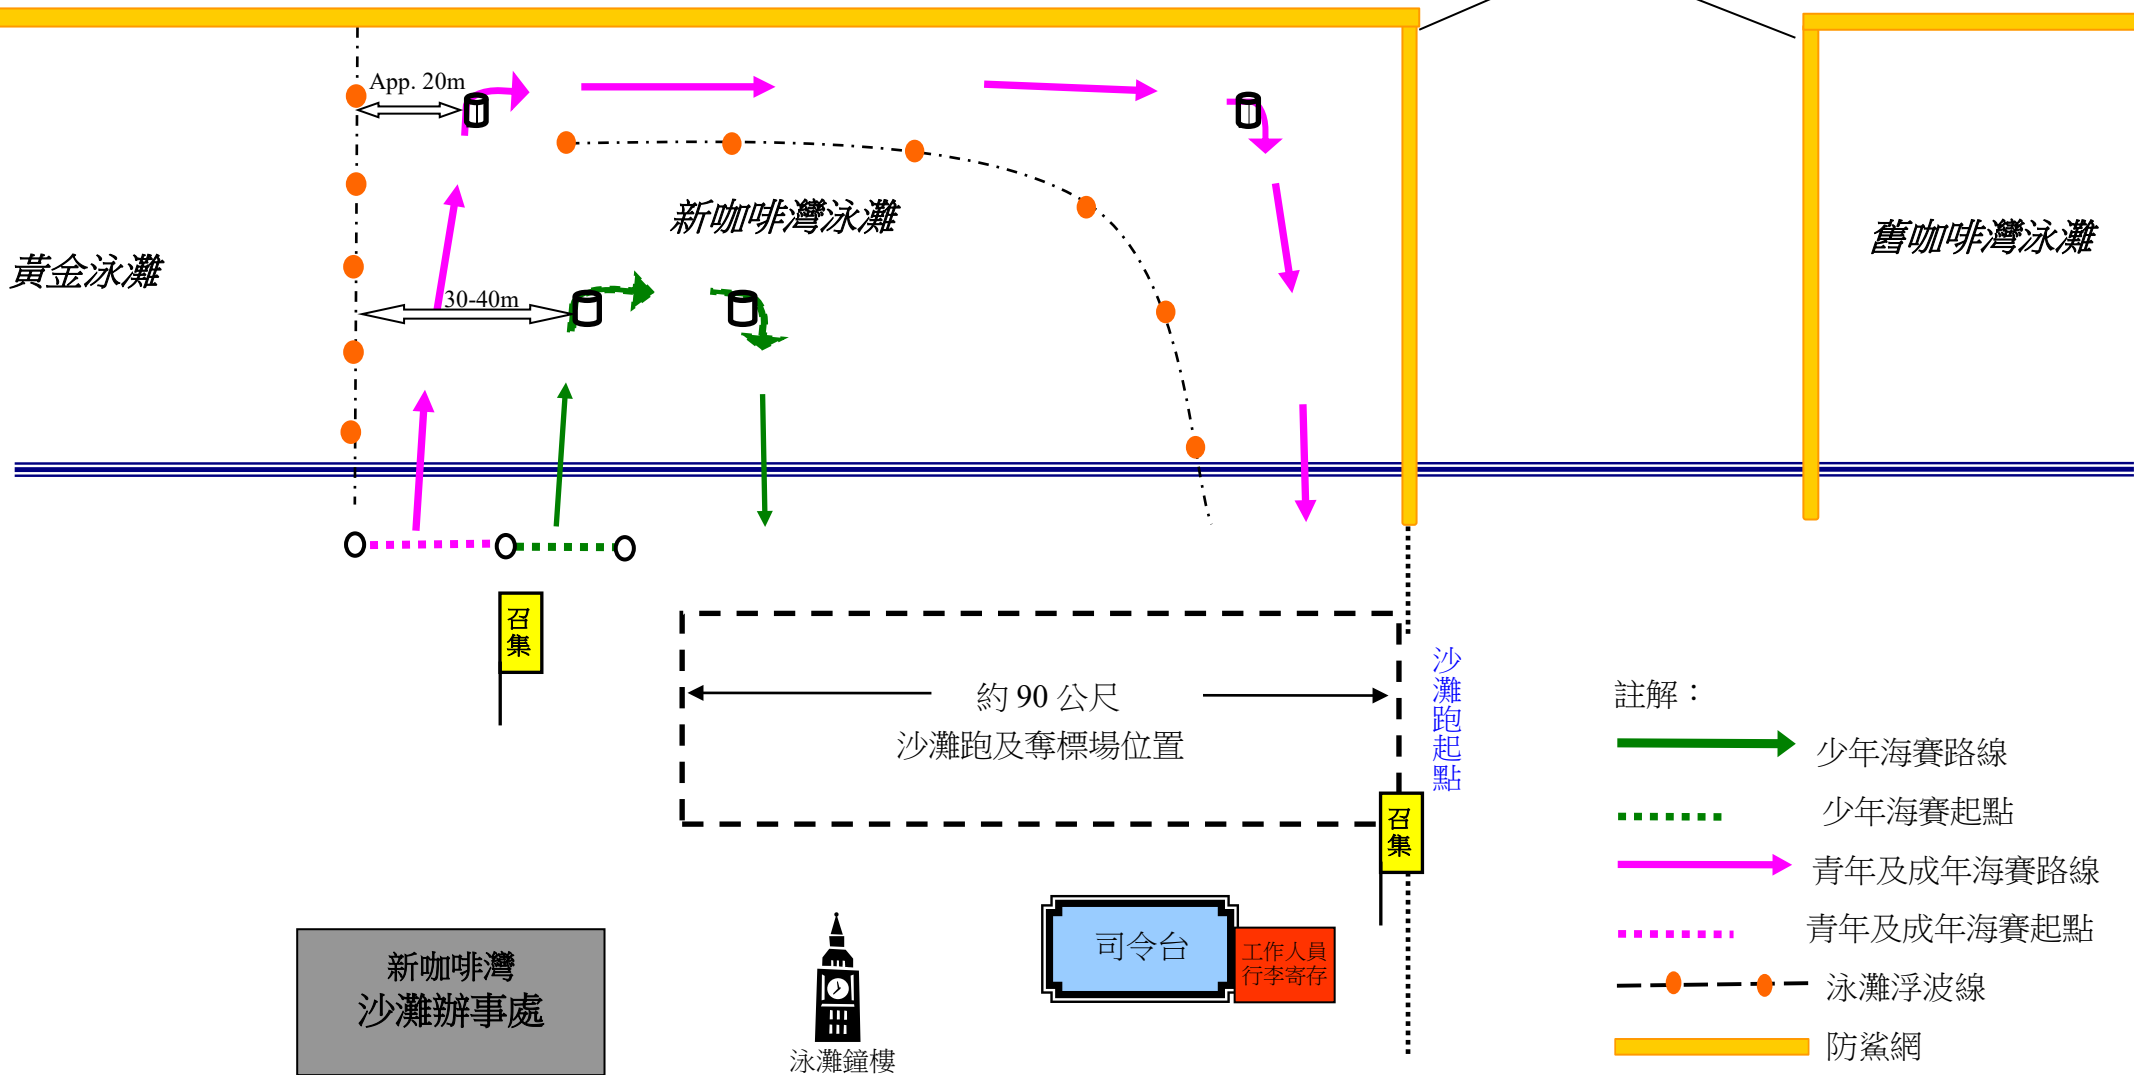 App. 20m
新咖啡灣泳灘
舊咖啡灣泳灘
黃金泳灘
30-40m
召集
約 90 公尺
沙灘跑及奪標場位置
沙灘跑起點
召集
註解：
少年海賽路線
少年海賽起點
青年及成年海賽路線
青年及成年海賽起點
泳灘浮波線
防鯊網
新咖啡灣
沙灘辦事處
泳灘鐘樓
司令台
工作人員
行李寄存